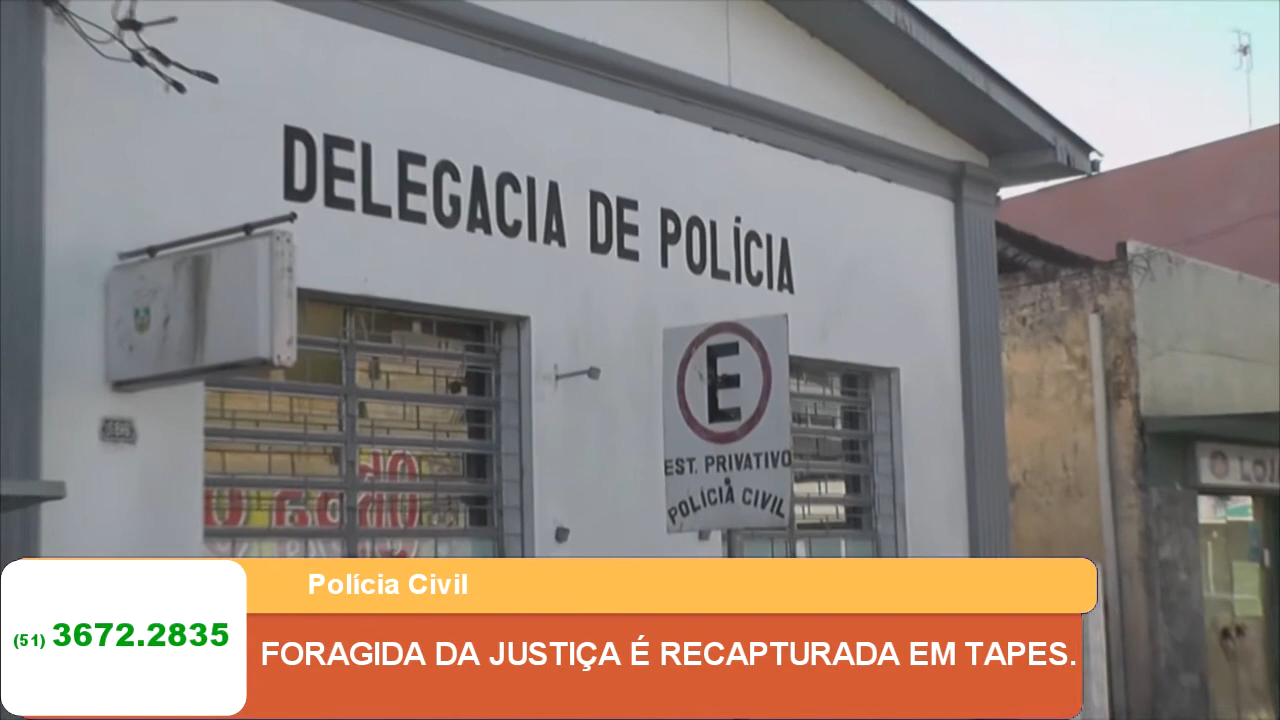 DELEGACIA DE POLÍCIA
E
EST. PRIVATIVO
POLÍCIA CIVIL
Polícia Civil
(51) 3672.2835
FORAGIDA DA JUSTIÇA É RECAPTURADA EM TAPES.